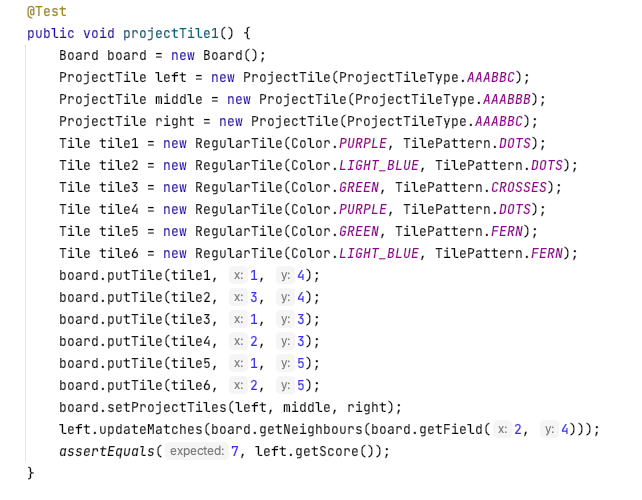 @Test
public void projectTile1() {
Board board = new Board();
ProjectTile left = new ProjectTile(ProjectTileType.AAABBC);
ProjectTile middle = new ProjectTile(ProjectTileType.AAABBB);
ProjectTile right = new ProjectTile(ProjectTileType.AAABBC);
Tile tile1 = new RegularTile(Color.PURPLE, TilePattern.DOTS);
Tile tile2 = new RegularTile(Color.LIGHT_BLUE, TilePattern.DOTS);
Tile tile3 = new RegularTile(Color.GREEN, TilePattern.CROSSES);
Tile tile4 = new RegularTile(Color.PURPLE, TilePattern.DOTS);
Tile tile5 = new RegularTile(Color.GREEN, TilePattern.FERN);
Tile tile6 = new RegularTile(Color.LIGHT_BLUE, TilePattern.FERN);
board.putTile(tile1, x: 1, y: 4);
board.putTile(tile2, x: 3, y: 4);
board.putTile(tile3, x: 1, y: 3);
board.putTile(tile4, x: 2, y: 3);
board.putTile(tile5, x: 1, y: 5);
board.putTile(tile6, x: 2, y: 5);
board.setProjectTiles(left, middle, right);
left.updateMatches(board.getNeighbours(board.getField( x: 2, y: 4)));
assertEquals( expected: 7, left.getScore());
}